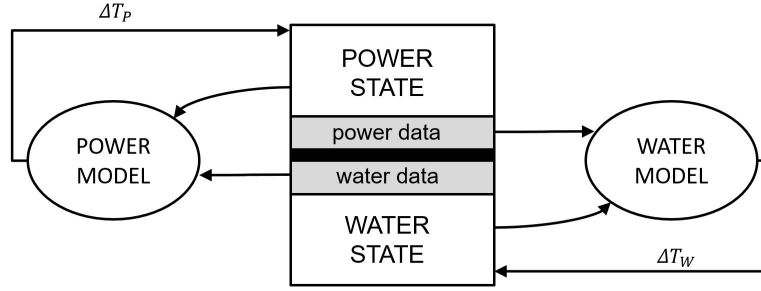 ΔT_P
POWER
STATE
power data
water data
WATER
STATE
POWER
MODEL
WATER
MODEL
ΔT_W